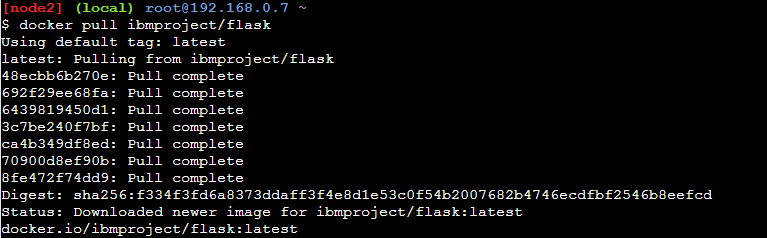 [node2] (local) root@192.168.0.7 ~
$ docker pull ibmproject/flask
Using default tag: latest
latest: Pulling from ibmproject/flask
48ecbb6b270e: Pull complete
692f29ee68fa: Pull complete
6439819450d1: Pull complete
3c7be240f7bf: Pull complete
ca4b349df8ed: Pull complete
70900d8ef90b: Pull complete
8fe472f74dd9: Pull complete
Digest: sha256:f334f3fd6a8373ddaff3f4e8d1e53c0f54b2007682b4746ecdfbf2546b8eefcd
Status: Downloaded newer image for ibmproject/flask:latest
docker.io/ibmproject/flask:latest